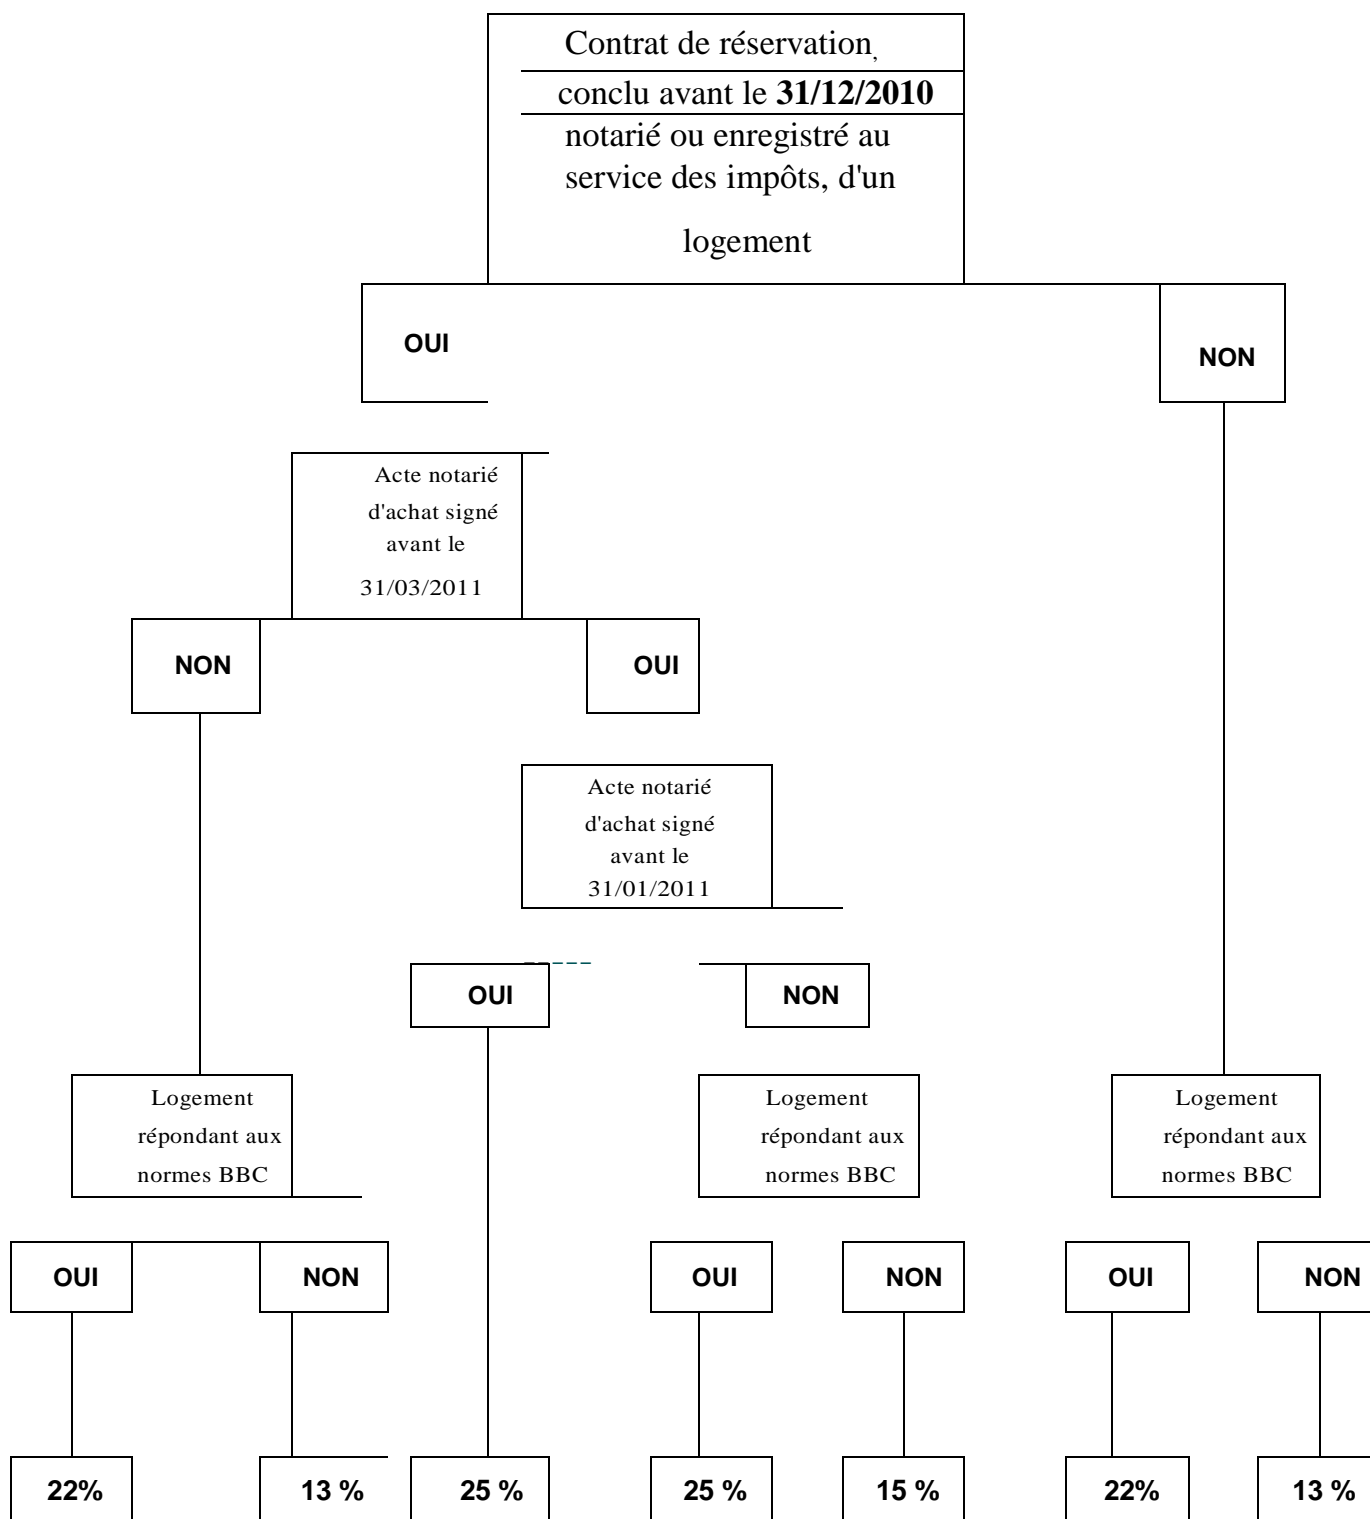 Contrat de réservation,
conclu avant le 31/12/2010
notarié ou enregistré au
service des impôts, d'un
logement
OUI
NON
Acte notarié
d'achat signé
avant le
31/03/2011
NON
OUI
Acte notarié
d'achat signé
avant le
31/01/2011
OUI
NON
Logement
répondant aux
normes BBC
Logement
répondant aux
normes BBC
Logement
répondant aux
normes BBC
OUI
NON
OUI
NON
OUI
NON
22%
13 %
25 %
25 %
15 %
22%
13 %